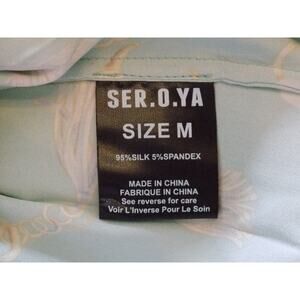 SER.O.YA
SIZE M
95%SILK 5%SPANDEX
MADE IN CHINA
FABRIQUE IN CHINA
See reverse for care
Voir L'Inverse Pour Le Soin